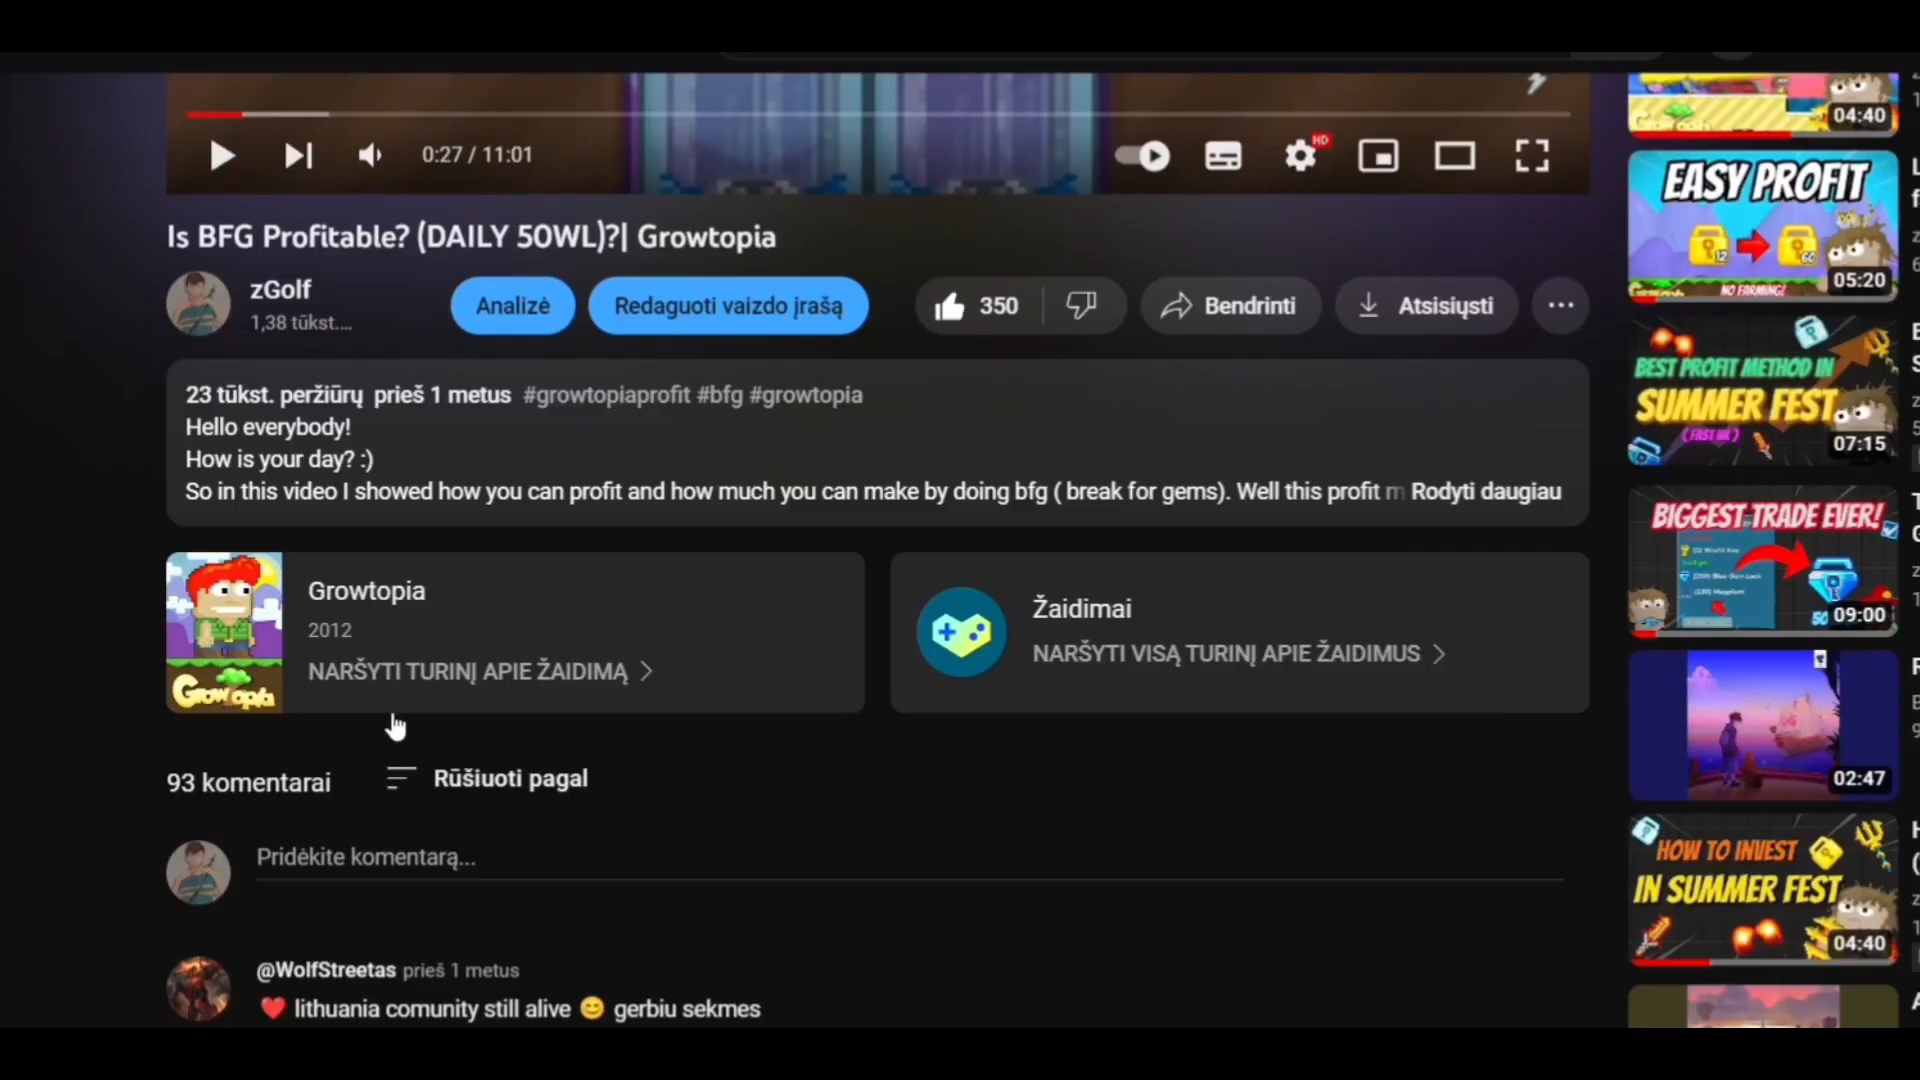 0:27 / 11:01
HD
Is BFG Profitable? (DAILY 50WL)?| Growtopia
zGolf
1,38 tūkst....
Analizė
Redaguoti vaizdo įrašą
350
Bendrinti
Atsisiųsti
23 tūkst. peržiūrų prieš 1 metus #growtopiaprofit #bfg #growtopia
Hello everybody!
How is your day? :)
So in this video I showed how you can profit and how much you can make by doing bfg ( break for gems). Well this profit m Rodyti daugiau
Growtopia
2012
NARŠYTI TURINĮ APIE ŽAIDIMĄ
Growtopia
Žaidimai
NARŠYTI VISĄ TURINĮ APIE ŽAIDIMUS
93 komentarai
Rūšiuoti pagal
Pridėkite komentarą...
@WolfStreetas prieš 1 metus
❤️ lithuania comunity still alive 😊 gerbiu sekmes
04:40
EASY PROFIT
12
60
NO FARMING!
05:20
BEST PROFIT METHOD IN
SUMMER FEST
(FAST WL)
07:15
BIGGEST TRADE EVER!
09:00
02:47
HOW TO INVEST
IN SUMMER FEST
04:40